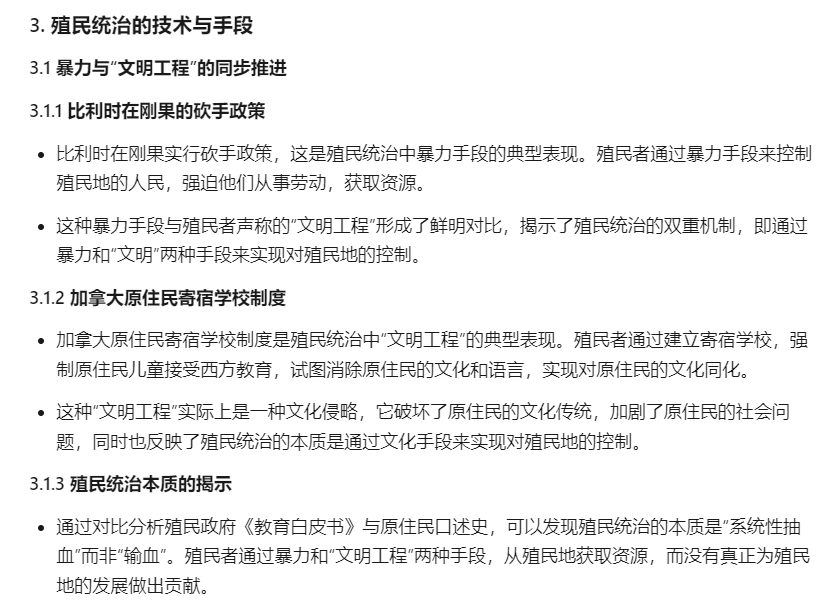 3. 殖民统治的技术与手段
3.1 暴力与“文明工程”的同步推进
3.1.1 比利时在刚果的砍手政策
• 比利时在刚果实行砍手政策，这是殖民统治中暴力手段的典型表现。殖民者通过暴力手段来控制
殖民地的人民，强迫他们从事劳动，获取资源。
• 这种暴力手段与殖民者声称的“文明工程”形成了鲜明对比，揭示了殖民统治的双重机制，即通过
暴力和“文明”两种手段来实现对殖民地的控制。
3.1.2 加拿大原住民寄宿学校制度
• 加拿大原住民寄宿学校制度是殖民统治中“文明工程”的典型表现。殖民者通过建立寄宿学校，强
制原住民儿童接受西方教育，试图消除原住民的文化和语言，实现对原住民的文化同化。
• 这种“文明工程”实际上是一种文化侵略，它破坏了原住民的文化传统，加剧了原住民的社会问
题，同时也反映了殖民统治的本质是通过文化手段来实现对殖民地的控制。
3.1.3 殖民统治本质的揭示
• 通过对比分析殖民政府《教育白皮书》与原住民口述史，可以发现殖民统治的本质是“系统性抽
血”而非“输血”。殖民者通过暴力和“文明工程”两种手段，从殖民地获取资源，而没有真正为殖民
地的发展做出贡献。